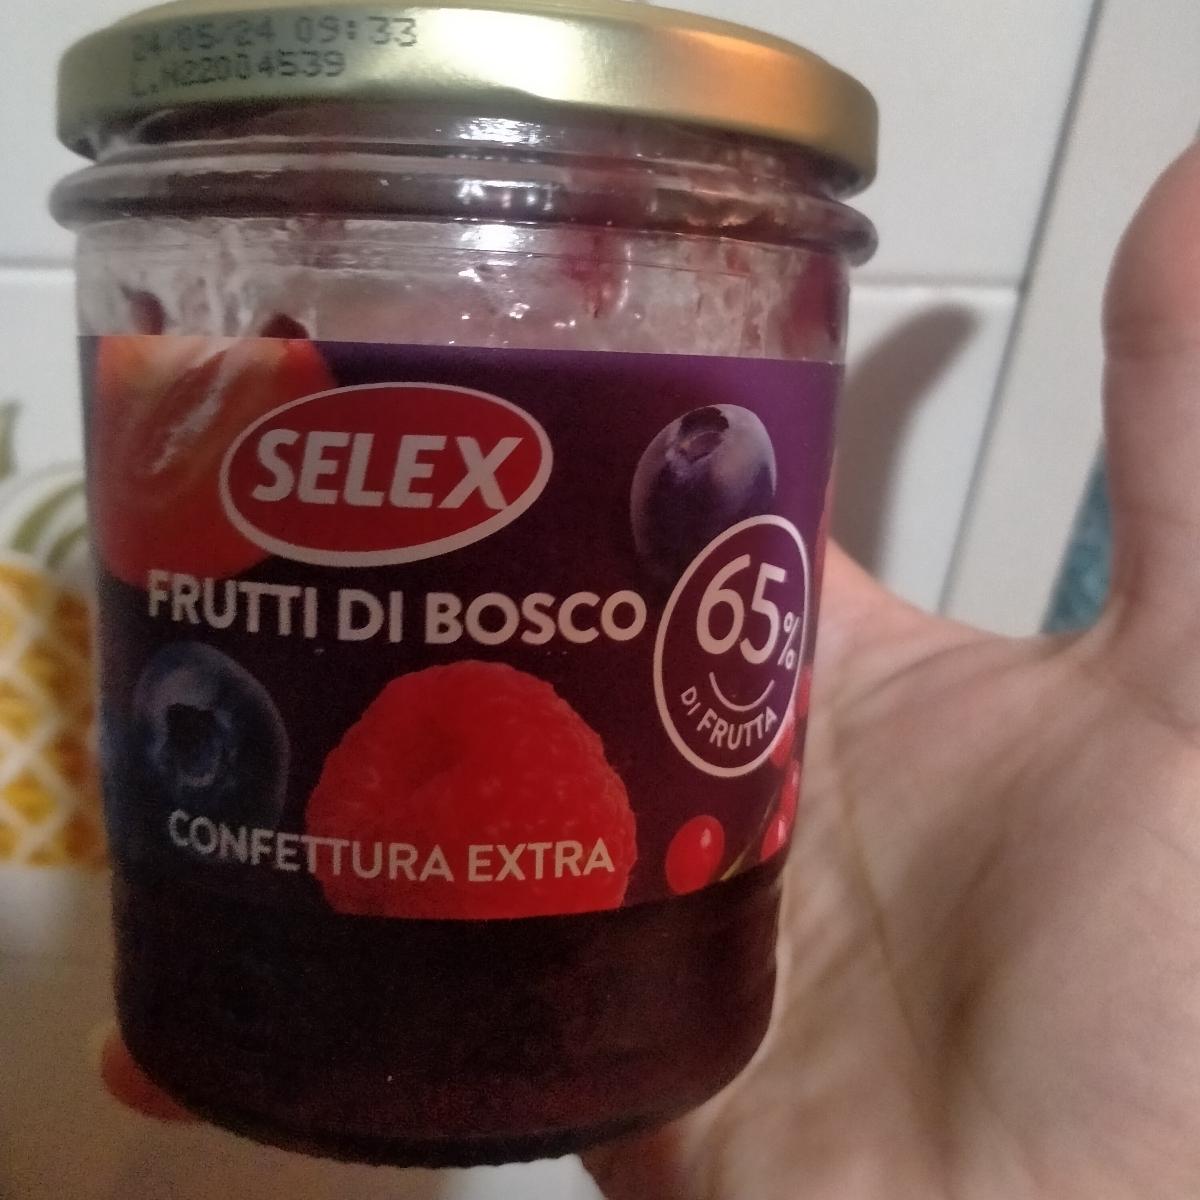 24/05/24 09:33
L.M22004539
SELEX
FRUTTI DI BOSCO
65%
DI FRUTTA
CONFETTURA EXTRA